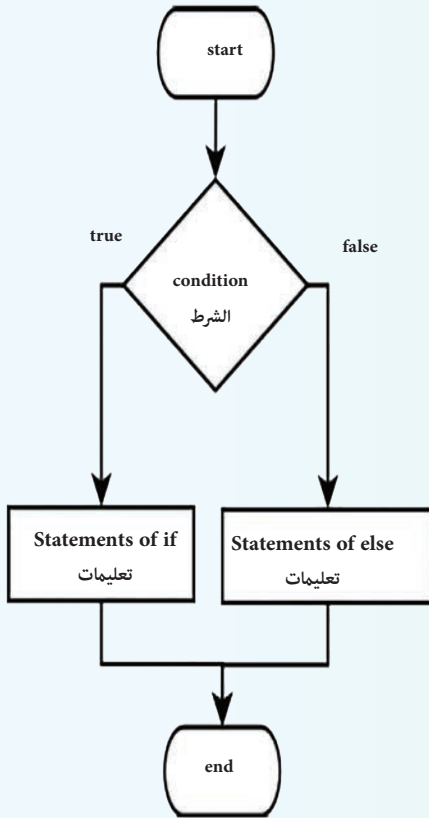 start
true
false
condition
الشرط
Statements of if
تعليمات
Statements of else
تعليمات
end